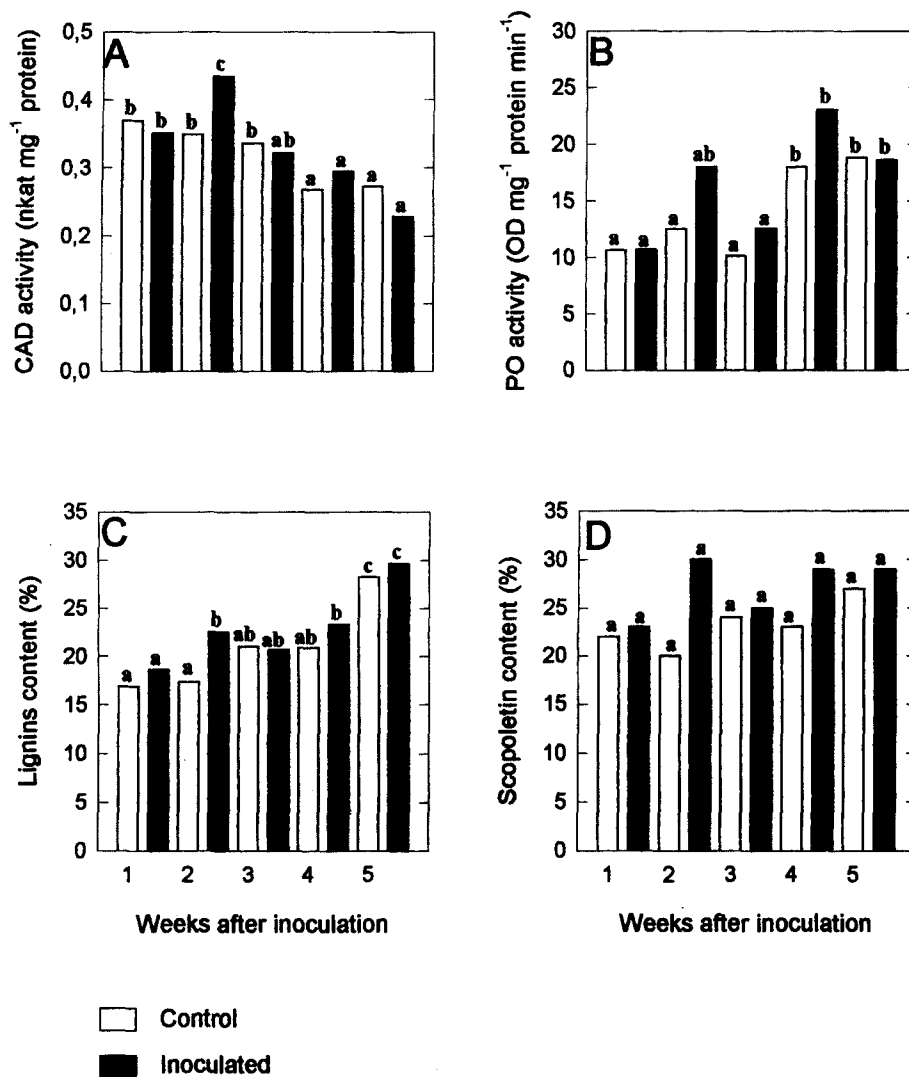 A
CAD activity (nkat mg-1 protein)
0,5
0,4
0,3
0,2
0,1
0,0
b b b c b ab a a a a
B
PO activity (OD mg-1 protein min-1)
30
25
20
15
10
5
0
a a a ab a a b b b b
C
Lignins content (%)
35
30
25
20
15
10
5
0
a a a b ab ab ab b c c
1 2 3 4 5
Weeks after inoculation
D
Scopoletin content (%)
35
30
25
20
15
10
5
0
a a a a a a a a a a
1 2 3 4 5
Weeks after inoculation
Control
Inoculated